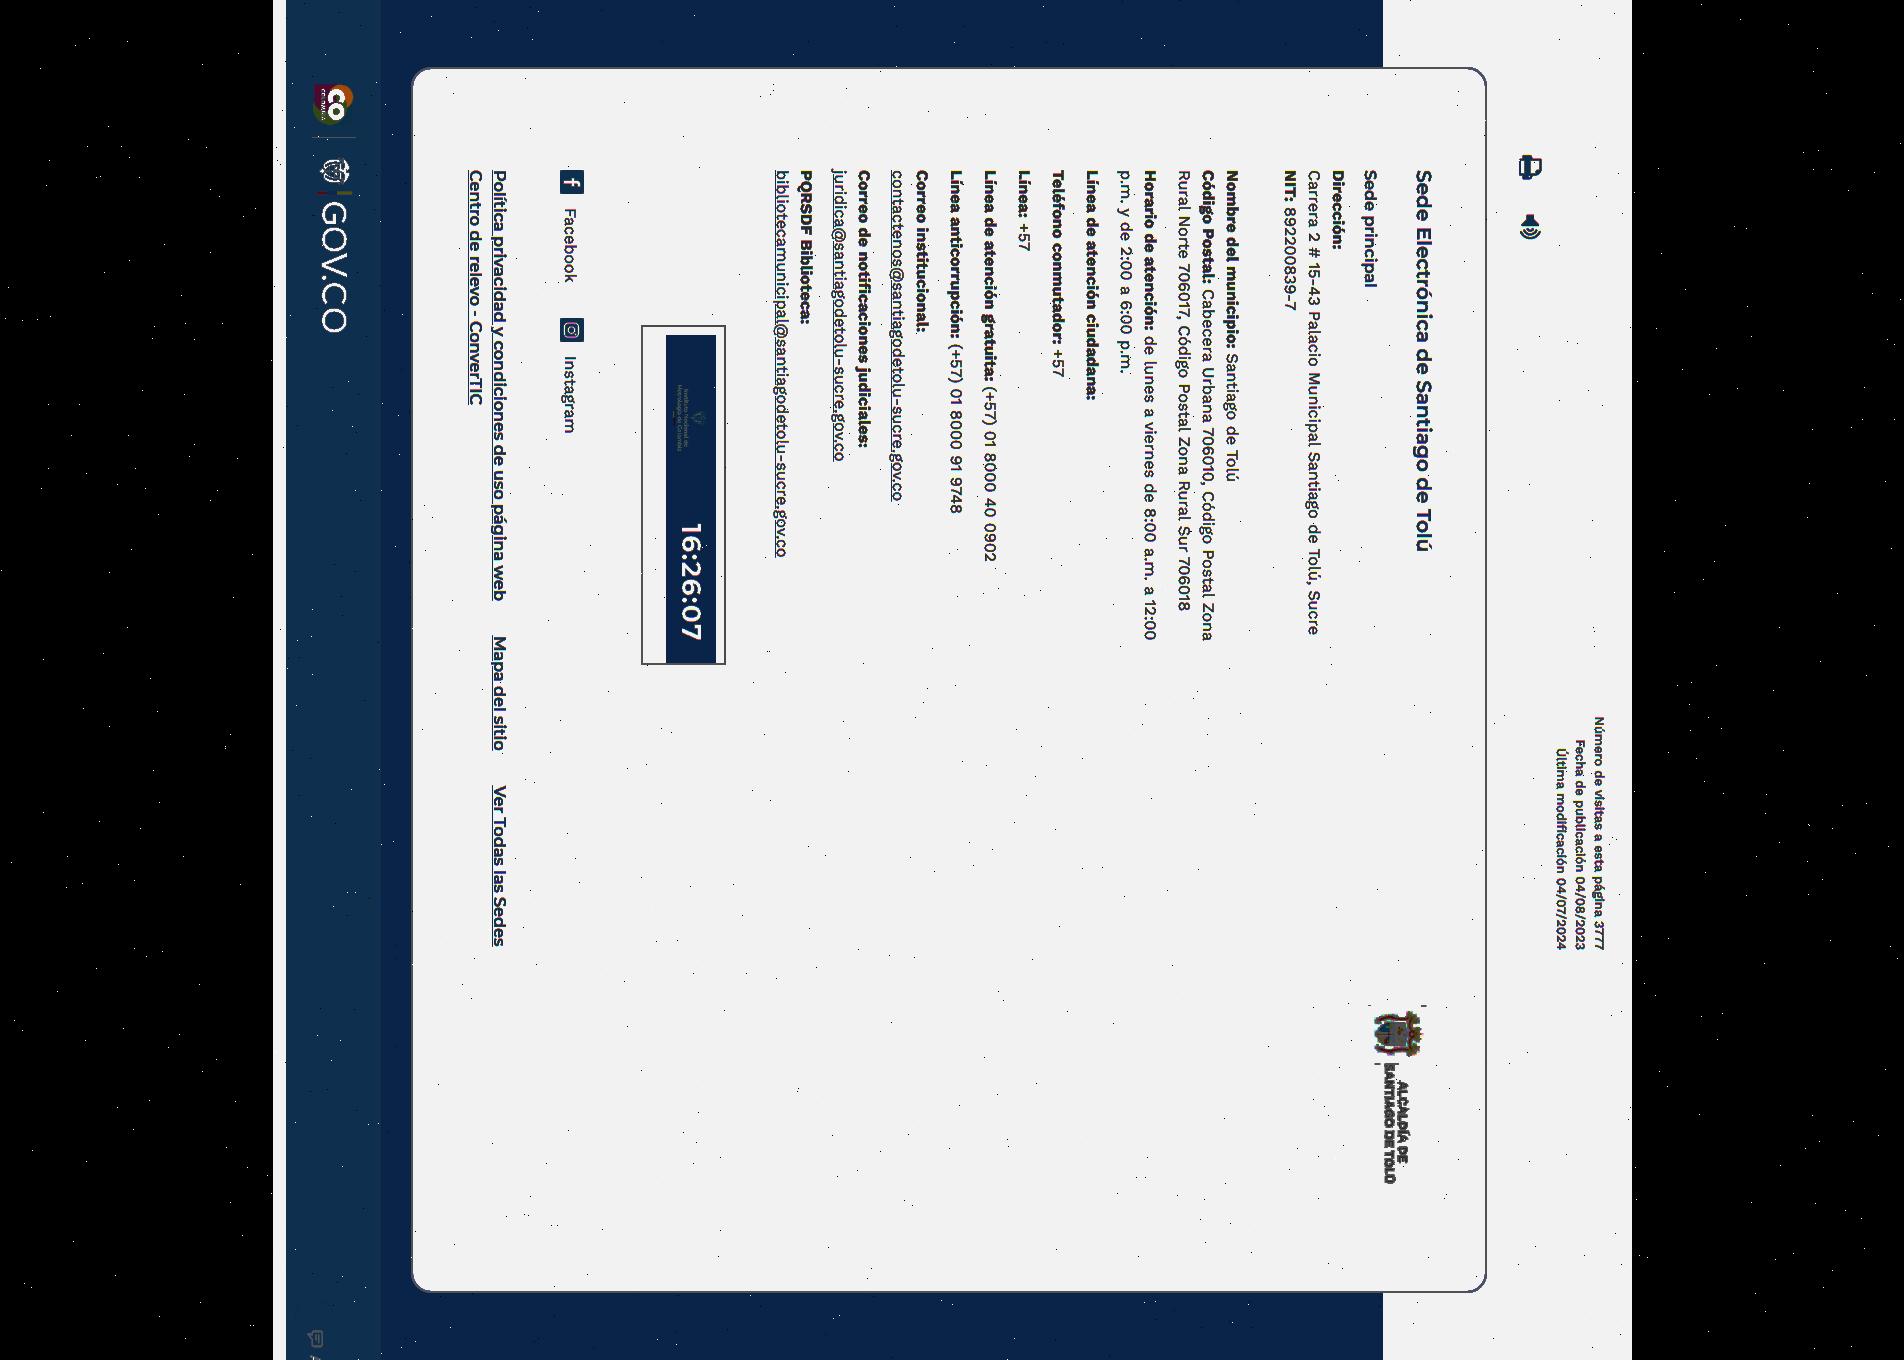 Número de visitas a esta página 3777
Fecha de publicación 04/08/2023
Última modificación 04/07/2024
Sede Electrónica de Santiago de Tolú
ALCALDÍA DE
SANTIAGO DE TOLÚ
Sede principal
Dirección:
Carrera 2 # 15-43 Palacio Municipal Santiago de Tolú, Sucre
NIT: 892200839-7
Nombre del municipio: Santiago de Tolú
Código Postal: Cabecera Urbana 706010, Código Postal Zona
Rural Norte 706017, Código Postal Zona Rural Sur 706018
Horario de atención: de lunes a viernes de 8:00 a.m. a 12:00
p.m. y de 2:00 a 6:00 p.m.
Línea de atención ciudadana:
Teléfono conmutador: +57
Línea: +57
Línea de atención gratuita: (+57) 01 8000 40 0902
Línea anticorrupción: (+57) 01 8000 91 9748
Correo institucional:
contactenos@santiagodetolu-sucre.gov.co
Correo de notificaciones judiciales:
juridica@santiagodetolu-sucre.gov.co
PQRSDF Biblioteca:
bibliotecamunicipal@santiagodetolu-sucre.gov.co
Instituto Nacional de
Metrología de Colombia
16:26:07
Facebook Instagram
Política privacidad y condiciones de uso página web Mapa del sitio Ver Todas las Sedes
Centro de relevo - ConverTIC
CO COLOMBIA GOV.CO